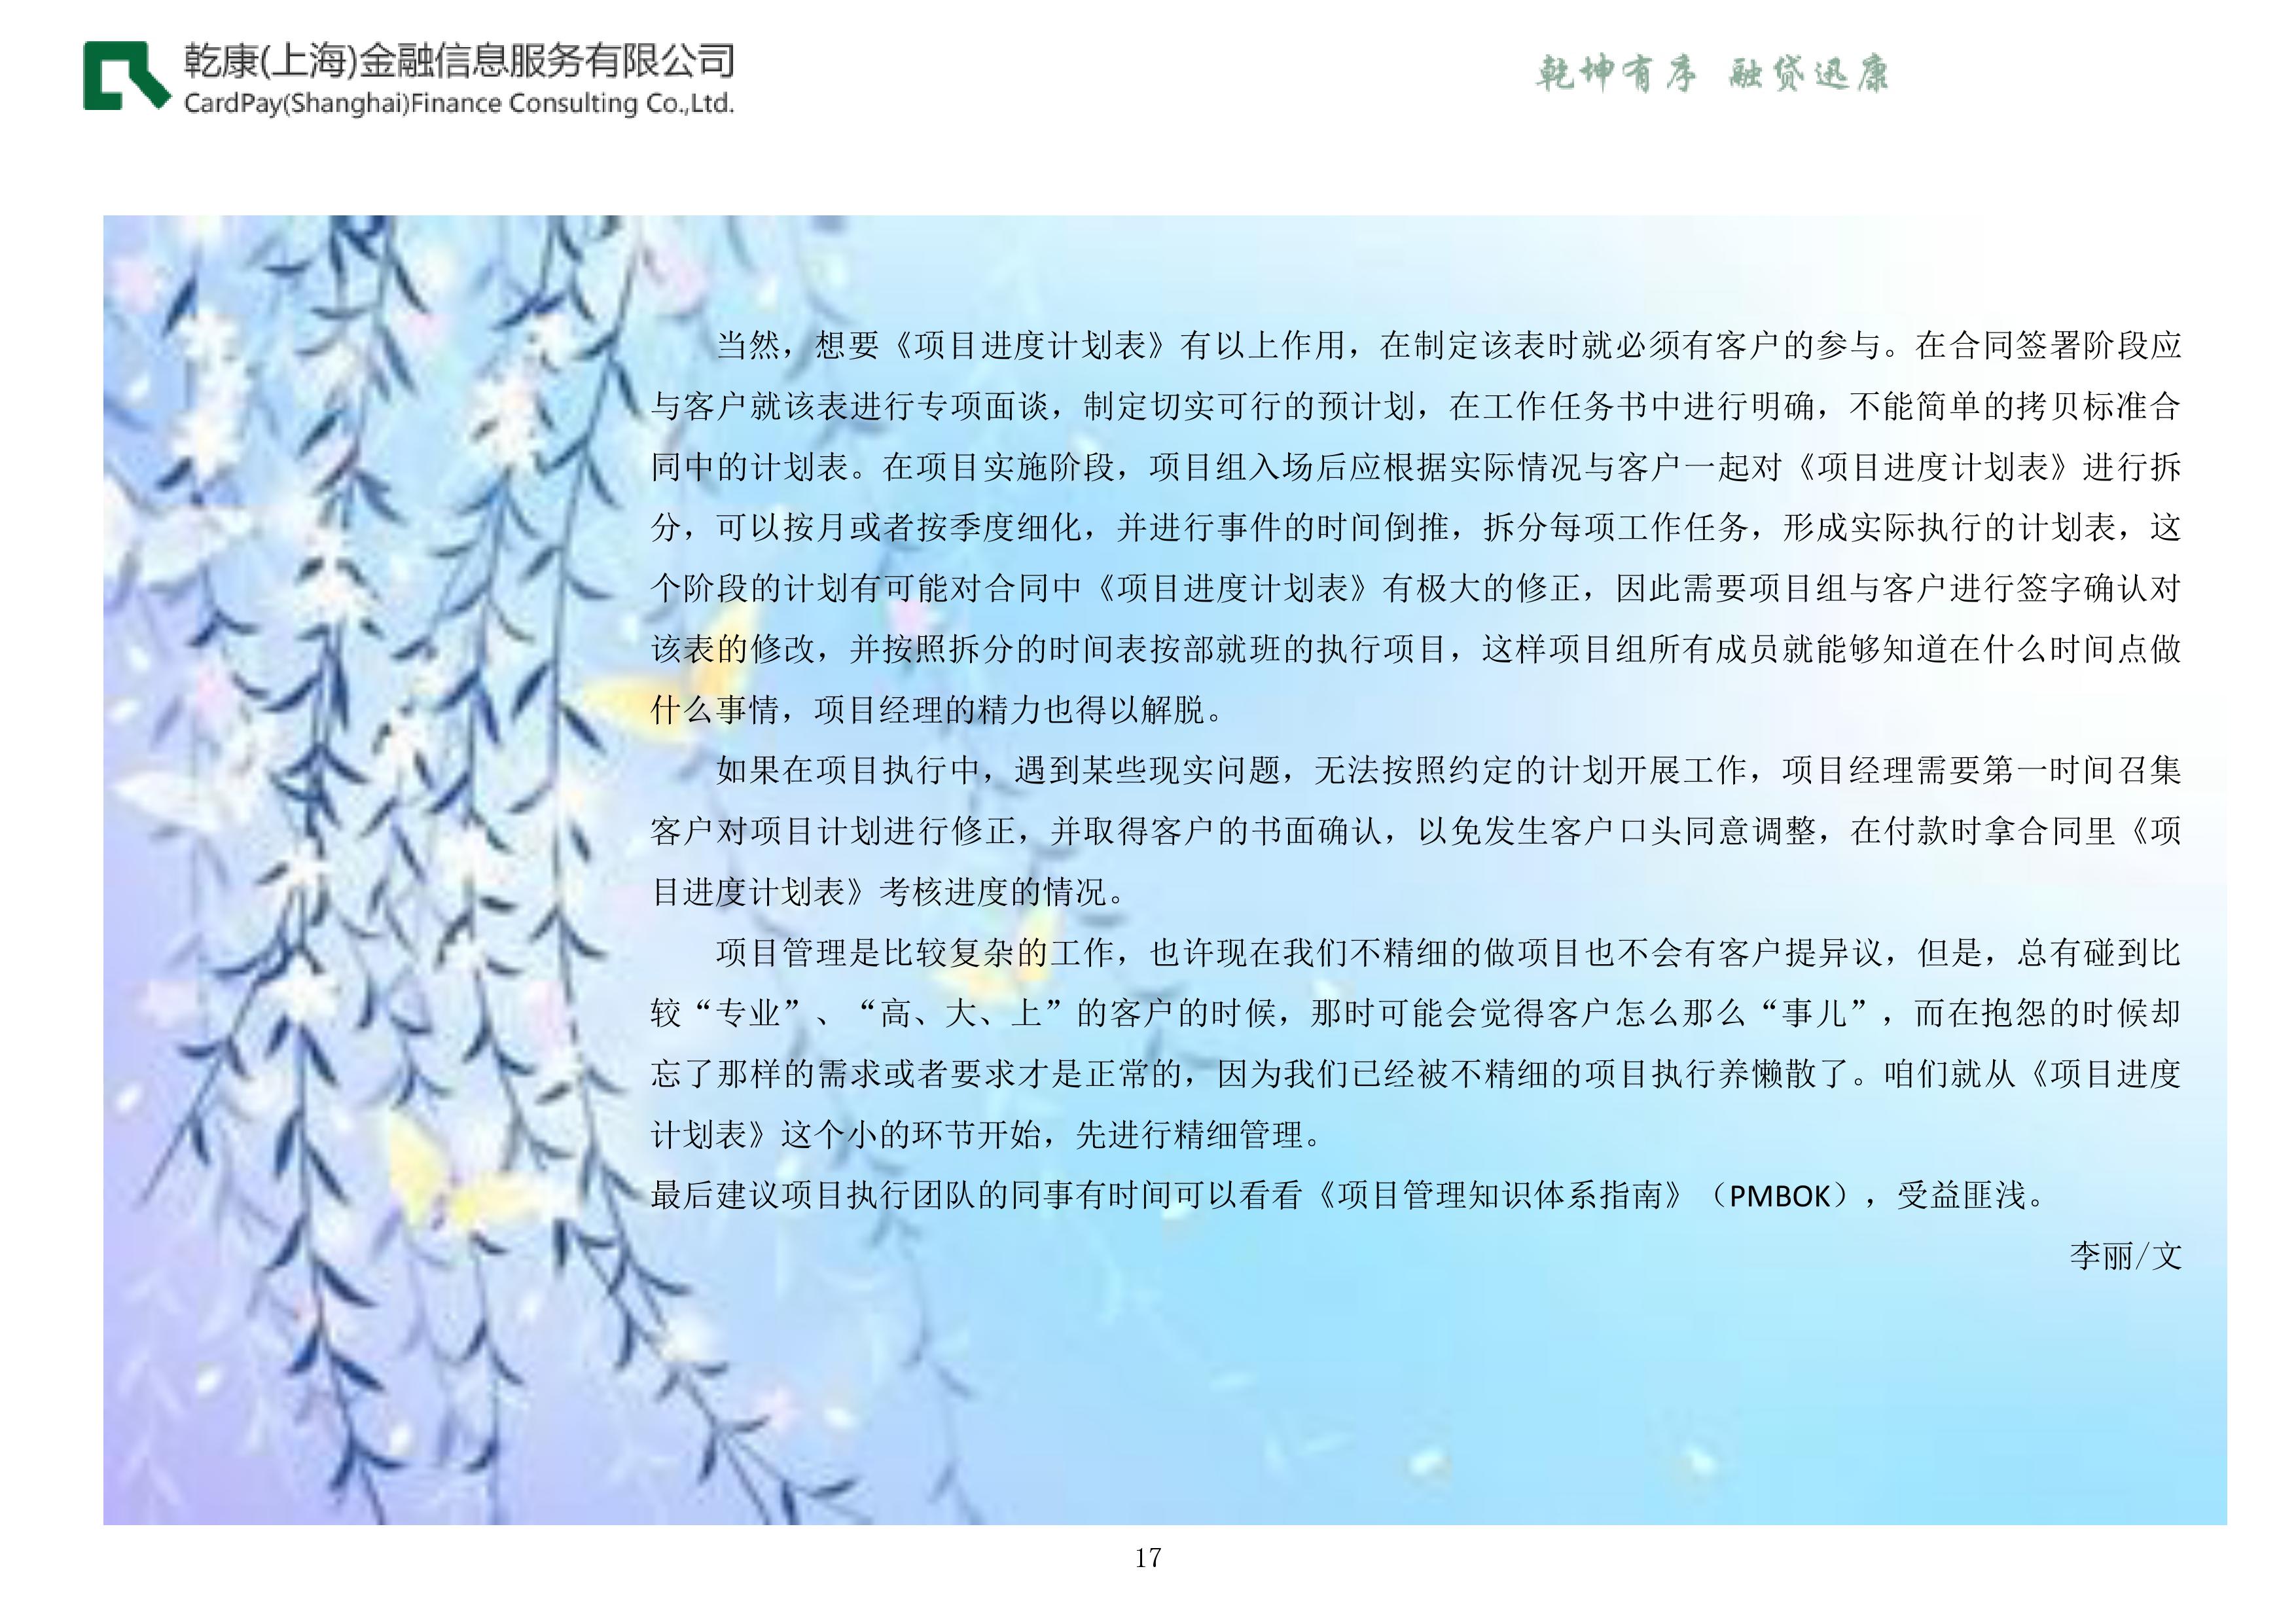 乾康(上海)金融信息服务有限公司
CardPay(Shanghai)Finance Consulting Co.,Ltd.
乾坤有序 融贷迅康
当然，想要《项目进度计划表》有以上作用，在制定该表时就必须有客户的参与。在合同签署阶段应
与客户就该表进行专项面谈，制定切实可行的预计划，在工作任务书中进行明确，不能简单的拷贝标准合
同中的计划表。在项目实施阶段，项目组入场后应根据实际情况与客户一起对《项目进度计划表》进行拆
分，可以按月或者按季度细化，并进行事件的时间倒推，拆分每项工作任务，形成实际执行的计划表，这
个阶段的计划有可能对合同中《项目进度计划表》有极大的修正，因此需要项目组与客户进行签字确认对
该表的修改，并按照拆分的时间表按部就班的执行项目，这样项目组所有成员就能够知道在什么时间点做
什么事情，项目经理的精力也得以解脱。
如果在项目执行中，遇到某些现实问题，无法按照约定的计划开展工作，项目经理需要第一时间召集
客户对项目计划进行修正，并取得客户的书面确认，以免发生客户口头同意调整，在付款时拿合同里《项
目进度计划表》考核进度的情况。
项目管理是比较复杂的工作，也许现在我们不精细的做项目也不会有客户提异议，但是，总有碰到比
较“专业”、“高、大、上”的客户的时候，那时可能会觉得客户怎么那么“事儿”，而在抱怨的时候却
忘了那样的需求或者要求才是正常的，因为我们已经被不精细的项目执行养懒散了。咱们就从《项目进度
计划表》这个小的环节开始，先进行精细管理。
最后建议项目执行团队的同事有时间可以看看《项目管理知识体系指南》（PMBOK），受益匪浅。
李丽/文
17